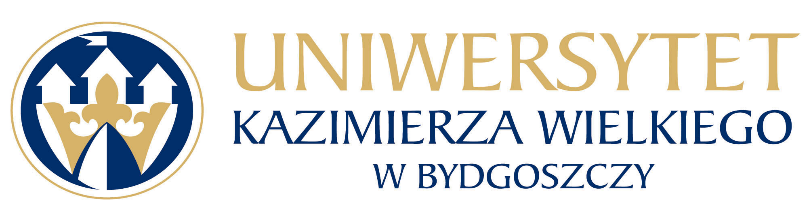 UNIWERSYTET
KAZIMIERZA WIELKIEGO
W BYDGOSZCZY